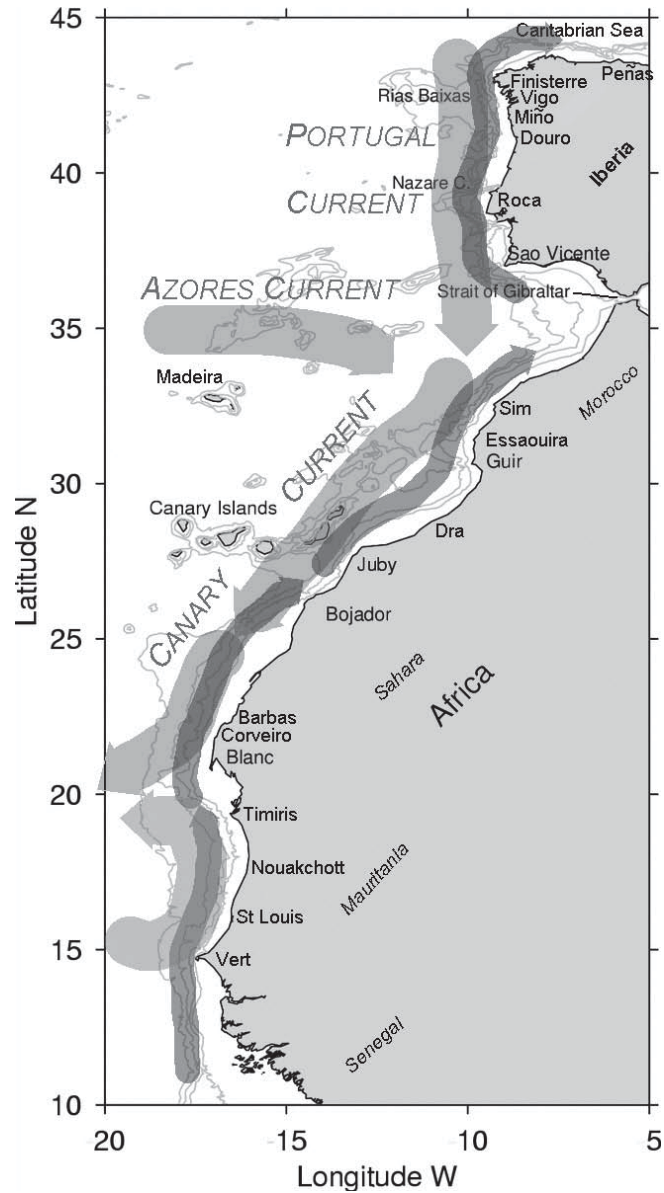 45
Cantabrian Sea
Peñas
Finisterre
Rias Baixas
Vigo
Miño
PORTUGAL
Douro
Iberia
40
Nazare C.
CURRENT
Roca
Sao Vicente
AZORES CURRENT
Strait of Gibraltar
35
Madeira
Morocco
Sim
CURRENT
Essaouira
Guir
30
Canary Islands
Dra
Juby
CANARY
Bojador
25
Sahara
Africa
Barbas
Corveiro
Blanc
20
Timiris
Nouakchott
Mauritania
St Louis
15
Vert
Senegal
10
20
15
10
5
Latitude N
Longitude W